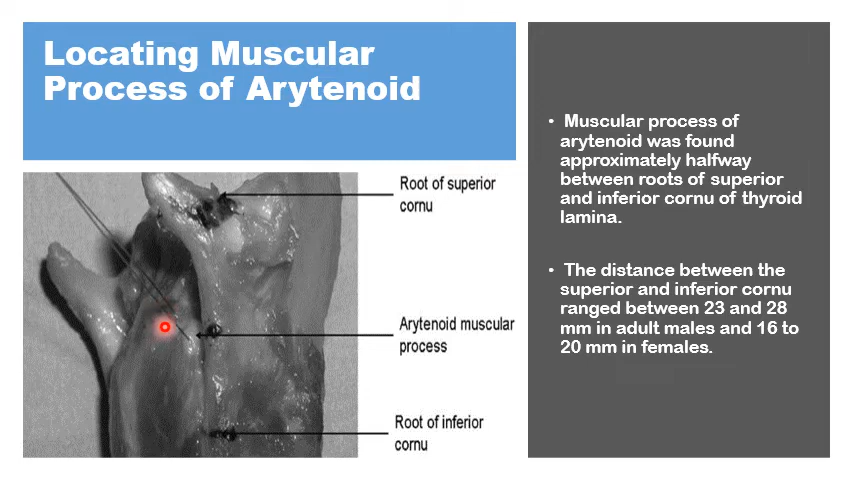 Locating Muscular
Process of Arytenoid
Root of superior
cornu
Arytenoid muscular
process
Root of inferior
cornu
• Muscular process of
arytenoid was found
approximately halfway
between roots of superior
and inferior cornu of thyroid
lamina.
• The distance between the
superior and inferior cornu
ranged between 23 and 28
mm in adult males and 16 to
20 mm in females.